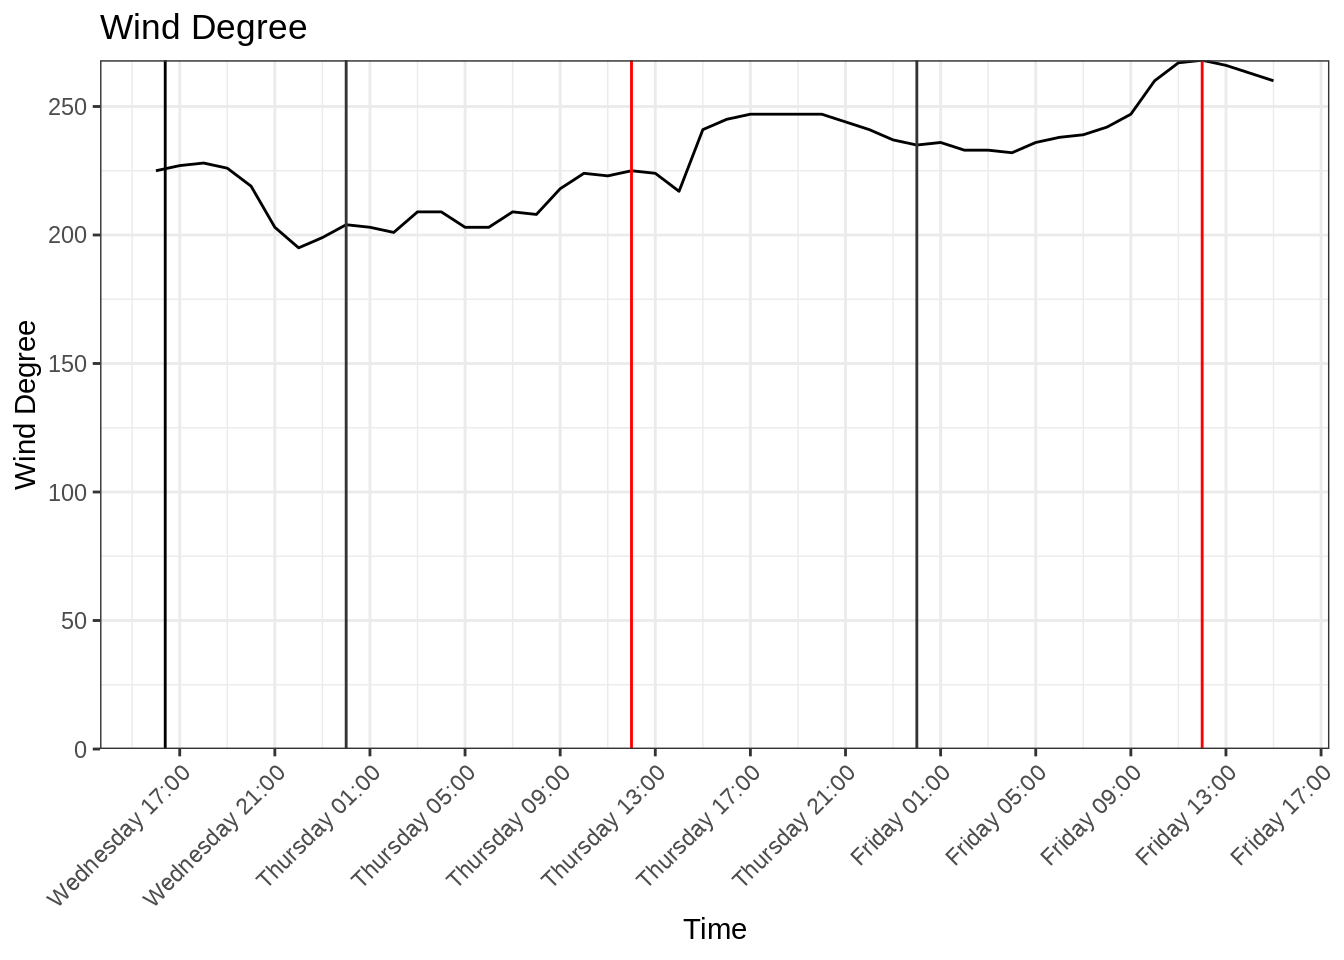 Wind Degree
Wind Degree
250
200
150
100
50
0
Wednesday 17:00
Wednesday 21:00
Thursday 01:00
Thursday 05:00
Thursday 09:00
Thursday 13:00
Thursday 17:00
Thursday 21:00
Friday 01:00
Friday 05:00
Friday 09:00
Friday 13:00
Friday 17:00
Time